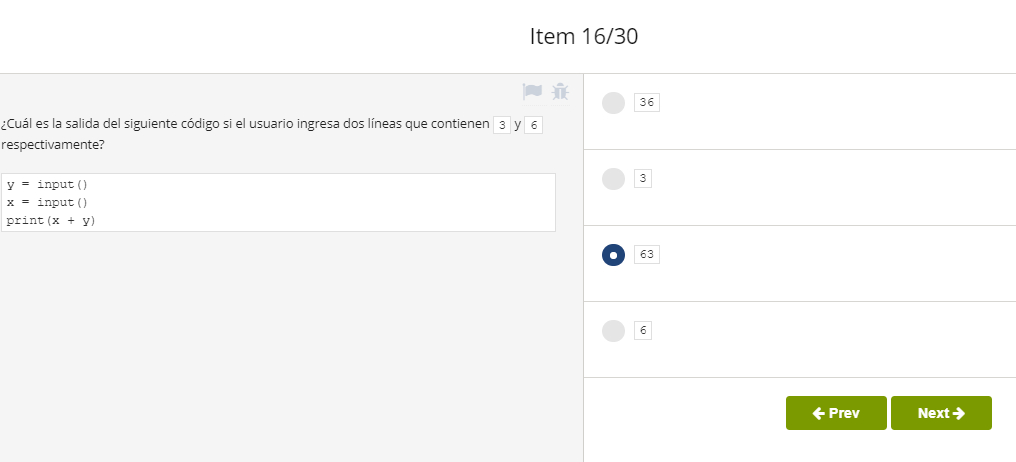 Item 16/30
¿Cuál es la salida del siguiente código si el usuario ingresa dos líneas que contienen 3 y 6
respectivamente?
y = input()
x = input()
print(x + y)
36
3
63
6
Prev
Next